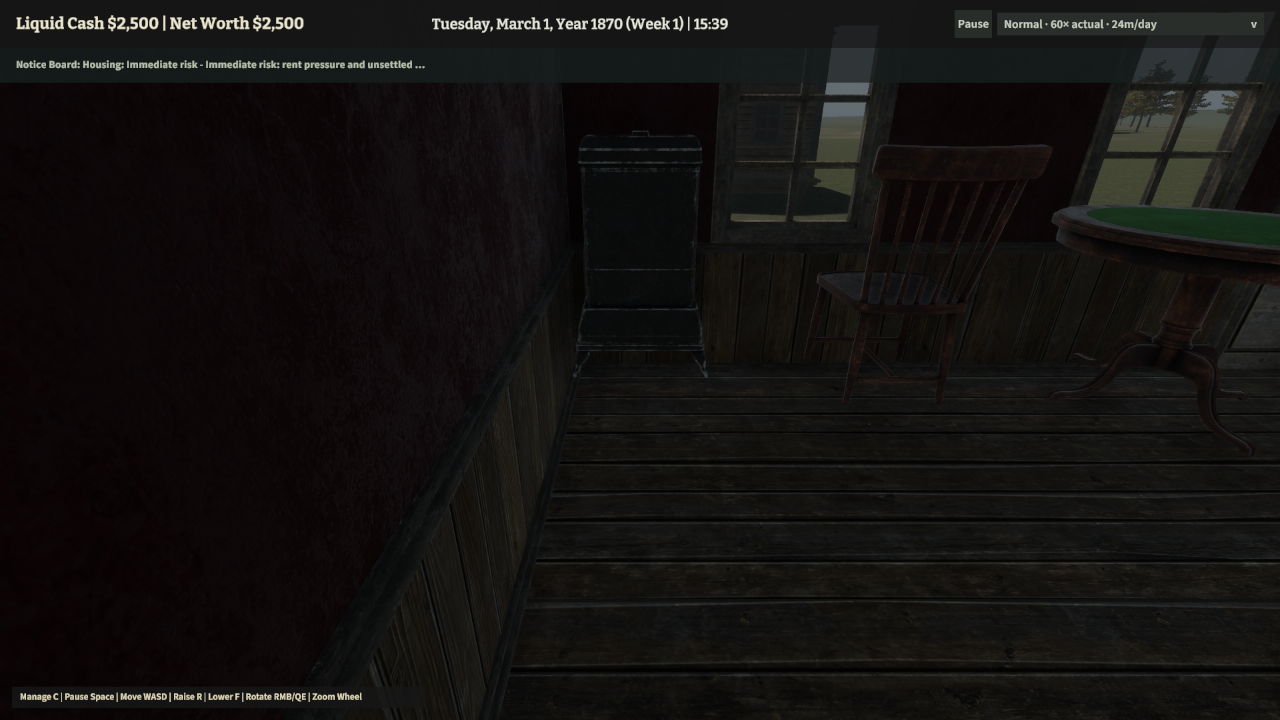 Liquid Cash $2,500 | Net Worth $2,500
Tuesday, March 1, Year 1870 (Week 1) | 15:39
Pause
Normal · 60× actual · 24m/day
v
Notice Board: Housing: Immediate risk - Immediate risk: rent pressure and unsettled ...
Manage C | Pause Space | Move WASD | Raise R | Lower F | Rotate RMB/QE | Zoom Wheel